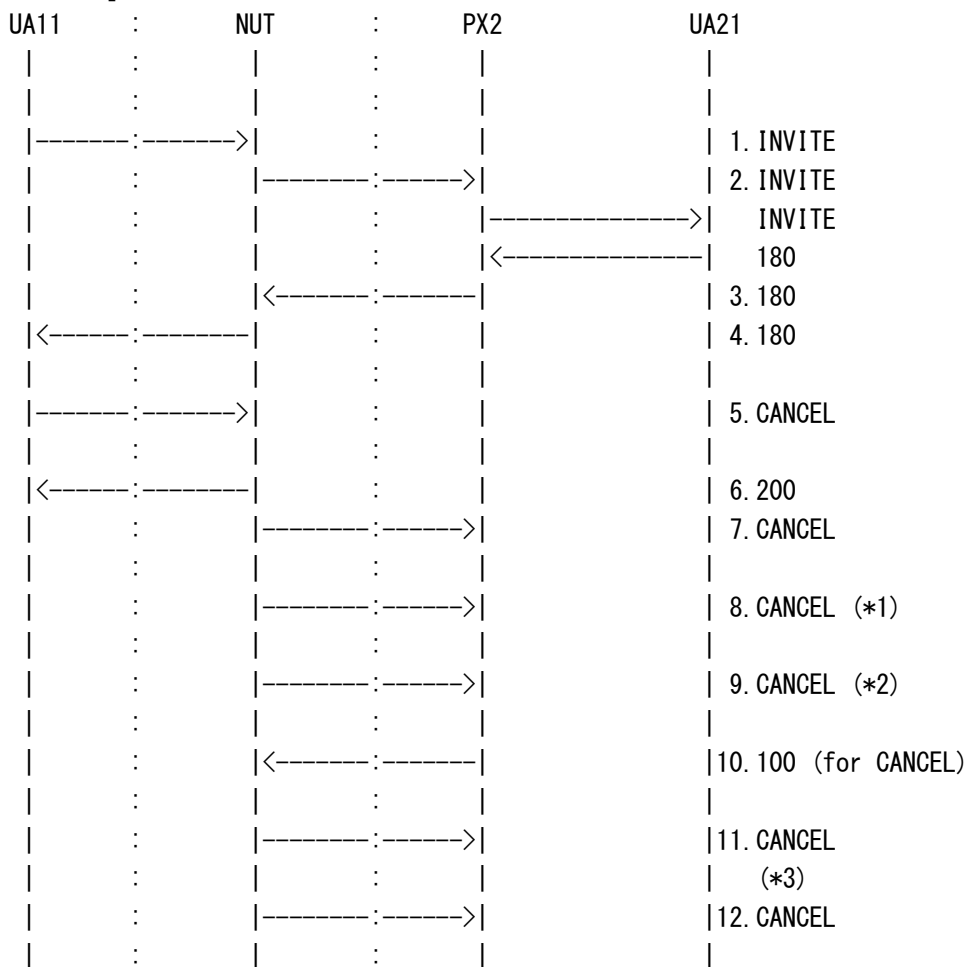 UA11 : NUT : PX2 UA21
| : | : | |
| : | : | |
|-------:------->| : | | 1. INVITE
| : |--------:------>| | 2. INVITE
| : | : |--------------->| INVITE
| : | : |<---------------| 180
| : |<-------:-------| | 3. 180
|<------:--------| : | | 4. 180
| : | : | |
|-------:------->| : | | 5. CANCEL
| : | : | |
|<------:--------| : | | 6. 200
| : |--------:------>| | 7. CANCEL
| : | : | |
| : |--------:------>| | 8. CANCEL (*1)
| : | : | |
| : |--------:------>| | 9. CANCEL (*2)
| : | : | |
| : |<-------:-------| |10. 100 (for CANCEL)
| : | : | |
| : |--------:------>| |11. CANCEL
| : | : | | (*3)
| : |--------:------>| |12. CANCEL
| : | : | |